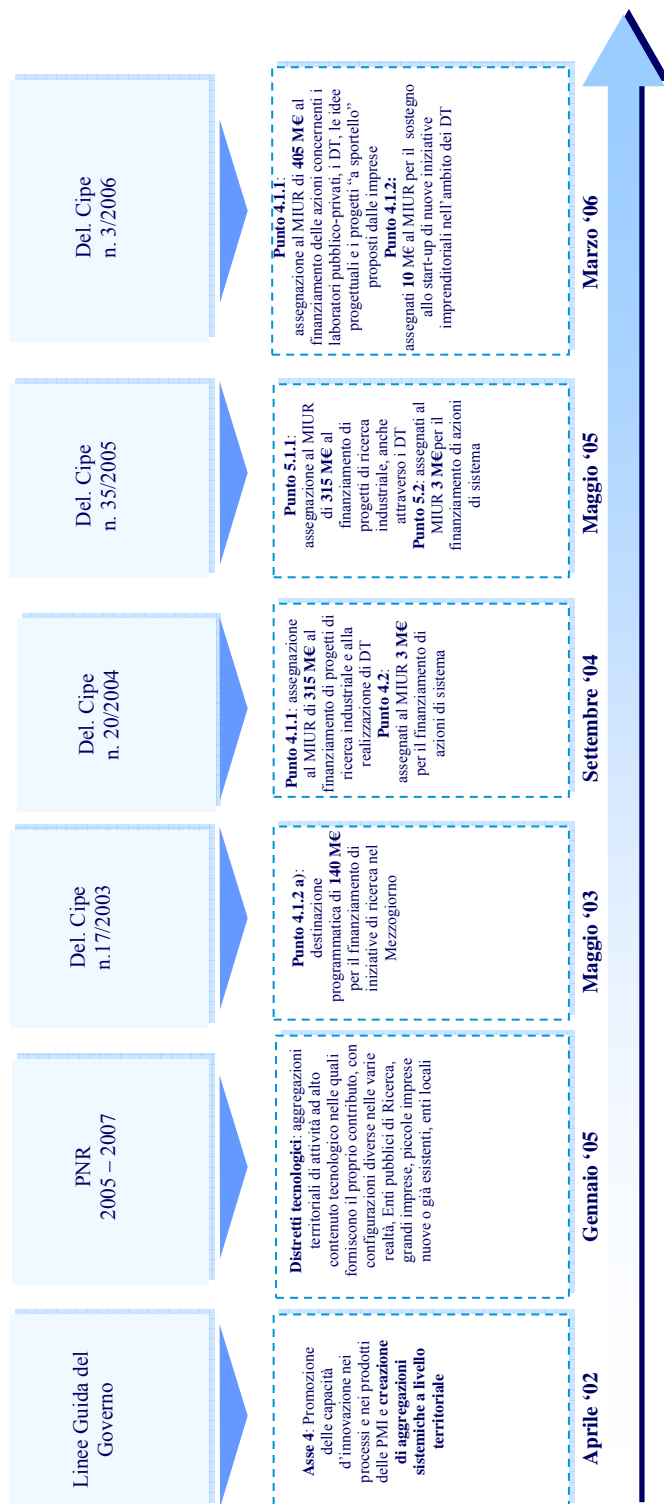 Linee Guida del
Governo
Asse 4: Promozione
delle capacità
d'innovazione nei
processi e nei prodotti
delle PMI e creazione
di aggregazioni
sistemiche a livello
territoriale
Aprile '02
PNR
2005 – 2007
Distretti tecnologici: aggregazioni
territoriali di attività ad alto
contenuto tecnologico nelle quali
forniscono il proprio contributo, con
configurazioni diverse nelle varie
realtà, Enti pubblici di Ricerca,
grandi imprese, piccole imprese
nuove o già esistenti, enti locali
Gennaio '05
Del. Cipe
n.17/2003
Punto 4.1.2 a):
destinazione
programmatica di 140 M€
per il finanziamento di
iniziative di ricerca nel
Mezzogiorno
Maggio '03
Del. Cipe
n. 20/2004
Punto 4.1.1: assegnazione
al MIUR di 315 M€ al
finanziamento di progetti di
ricerca industriale e alla
realizzazione di DT
Punto 4.2:
assegnati al MIUR 3 M€
per il finanziamento di
azioni di sistema
Settembre '04
Del. Cipe
n. 35/2005
Punto 5.1.1:
assegnazione al MIUR
di 315 M€ al
finanziamento di
progetti di ricerca
industriale, anche
attraverso i DT
Punto 5.2: assegnati al
MIUR 3 M€per il
finanziamento di azioni
di sistema
Maggio '05
Del. Cipe
n. 3/2006
Punto 4.1.1:
assegnazione al MIUR di 405 M€ al
finanziamento delle azioni concernenti i
laboratori pubblico-privati, i DT, le idee
progettuali e i progetti "a sportello"
proposti dalle imprese
Punto 4.1.2:
assegnati 10 M€ al MIUR per il sostegno
allo start-up di nuove iniziative
imprenditoriali nell'ambito dei DT
Marzo '06